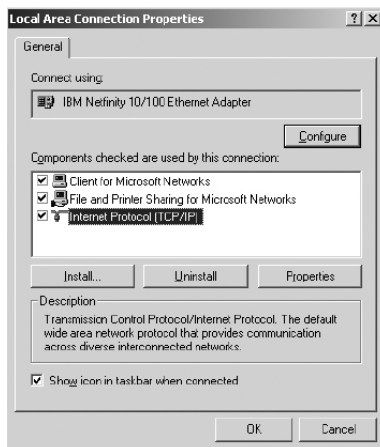 Local Area Connection Properties
General
Connect using:
IBM Netfinity 10/100 Ethernet Adapter
Configure
Components checked are used by this connection:
Client for Microsoft Networks
File and Printer Sharing for Microsoft Networks
Internet Protocol (TCP/IP)
Install... Uninstall Properties
Description
Transmission Control Protocol/Internet Protocol. The default
wide area network protocol that provides communication
across diverse interconnected networks.
Show icon in taskbar when connected
OK Cancel